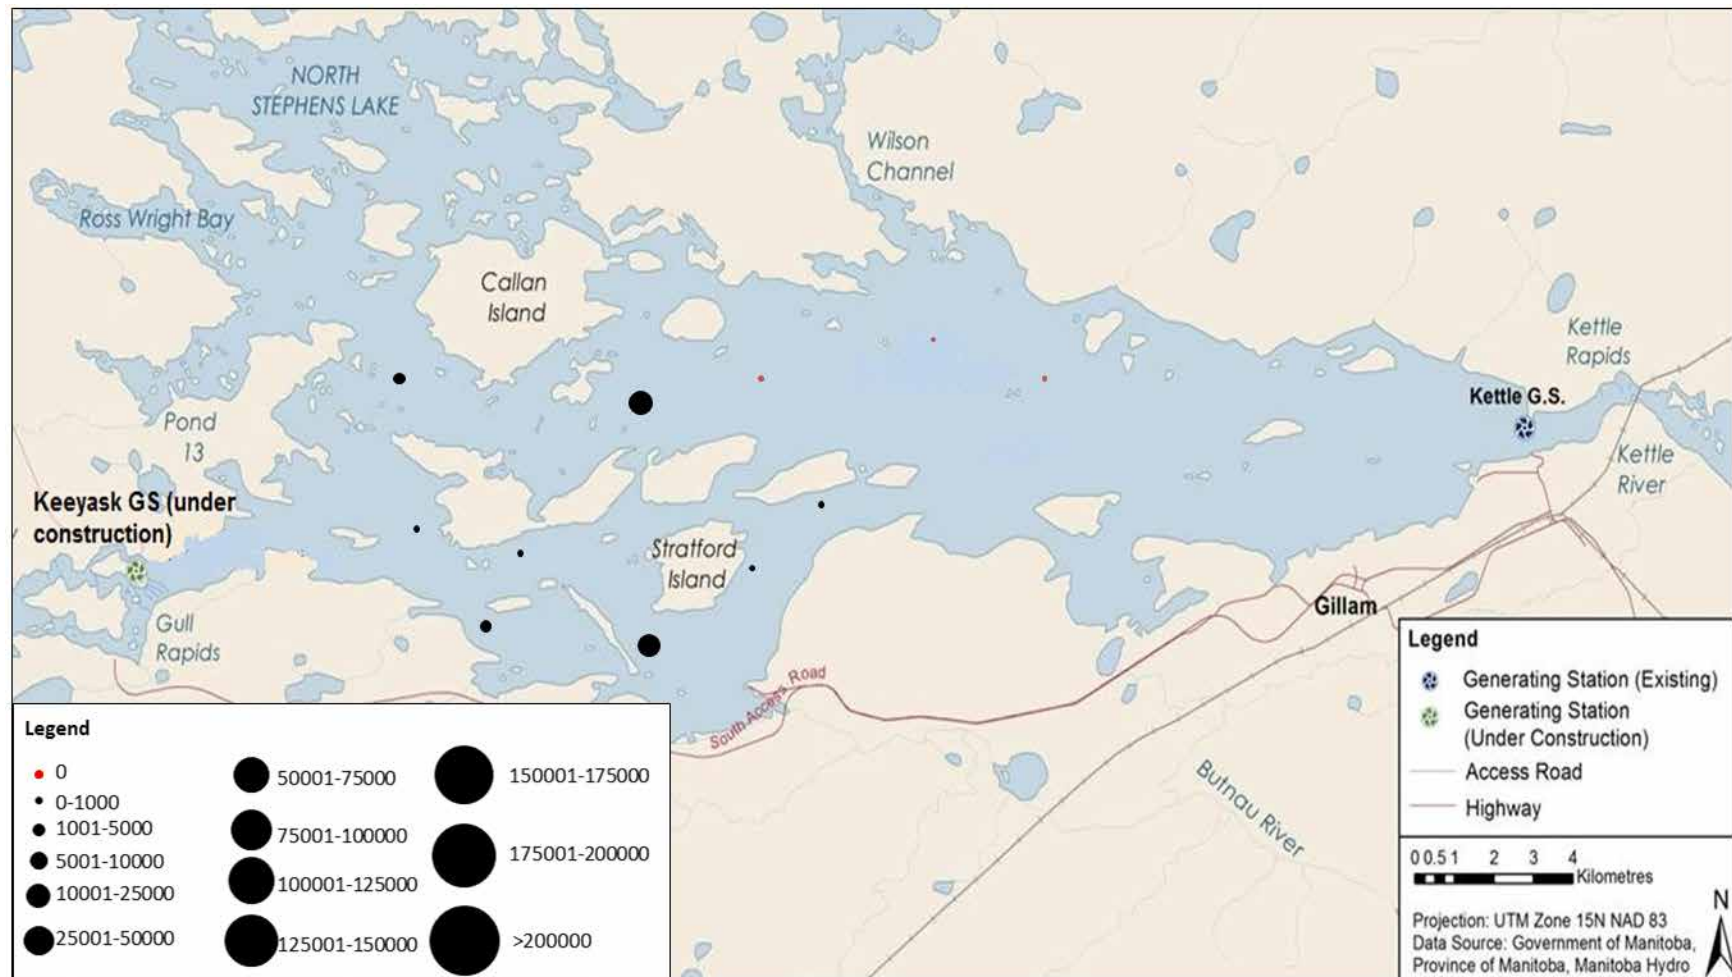 NORTH
STEPHENS LAKE
Wilson
Channel
Ross Wright Bay
Callan
Island
Kettle
Rapids
Kettle G.S.
Pond
13
Kettle
River
Keeyask GS (under
construction)
Stratford
Island
Gillam
Gull
Rapids
South Access Road
Butnau River
Legend
0
0-1000
1001-5000
5001-10000
10001-25000
25001-50000
50001-75000
75001-100000
100001-125000
125001-150000
150001-175000
175001-200000
>200000
Legend
Generating Station (Existing)
Generating Station
(Under Construction)
Access Road
Highway
0 0.5 1 2 3 4
Kilometres
N
Projection: UTM Zone 15N NAD 83
Data Source: Government of Manitoba,
Province of Manitoba, Manitoba Hydro